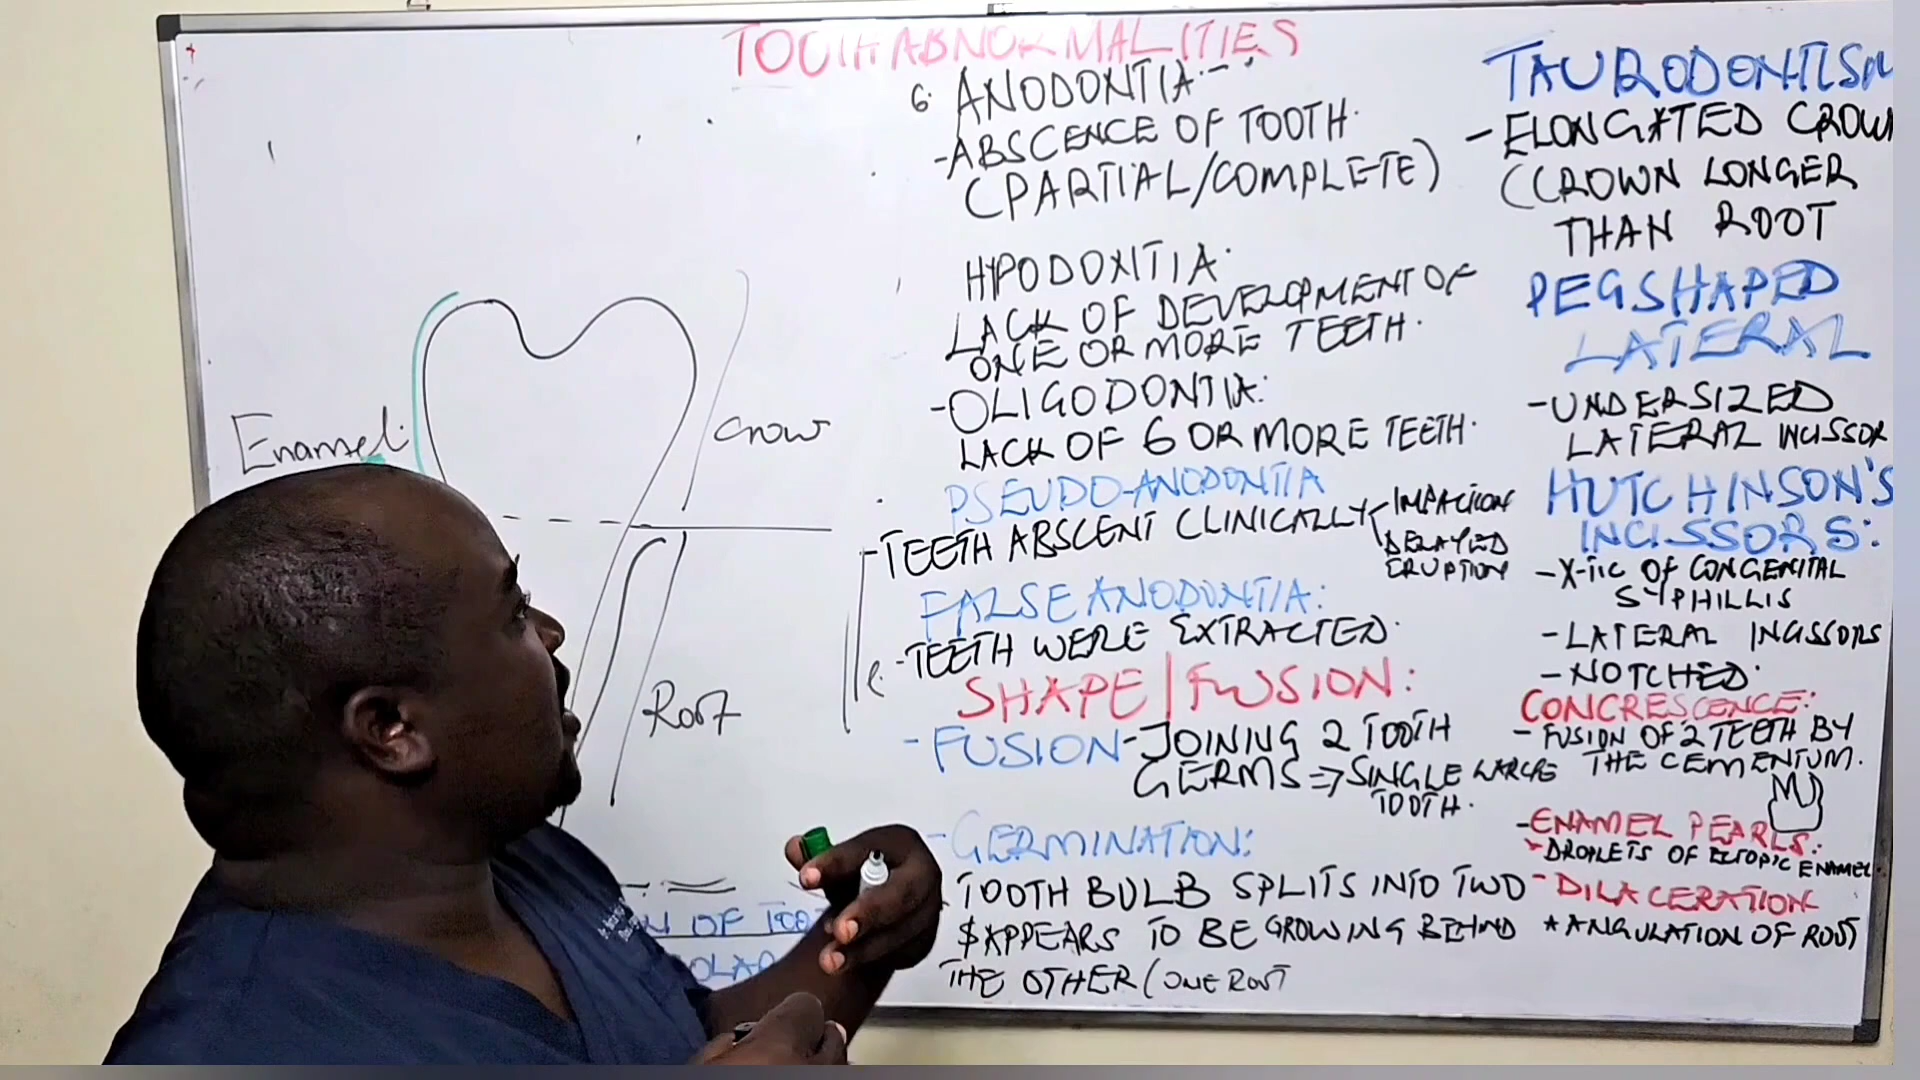 TOOTH ABNORMALITIES
6. ANODONTIA:-
-ABSCENCE OF TOOTH.
(PARTIAL/COMPLETE)
HYPODOXITIA.
LACK OF DEVELOPMENT OF
ONE OR MORE TEETH.
-OLIGODONTIA:
LACK OF 6 OR MORE TEETH.
PSEUDO-ANODONTIA
-TEETH ABSCENT CLINICALLY
IMPACTION
DELAYED
ERUPTION
FALSE ANODONTIA:
-TEETH WERE EXTRACTED.
SHAPE/FUSION:
-FUSION-JOINING 2 TOOTH
GERMS => SINGLE LARGE
TOOTH.
-GERMINATION:
TOOTH BULB SPLITS INTO TWO
$ APPEARS TO BE GROWING BEHIND
THE OTHER (ONE ROOT
TAURODONTISM
-ELONGATED CROWN
(CROWN LONGER
THAN ROOT
PEGSHAPED
LATERAL
-UNDERSIZED
LATERAL INCISSOR
HUTCHINSON'S
INCISSORS:
-X-TIC OF CONGENITAL
SYPHILLIS
-LATERAL INCISSORS
-NOTCHED.
CONCRESCENCE:
-FUSION OF 2 TEETH BY
THE CEMENTUM.
-ENAMEL PEARLS:
DROPLETS OF ECTOPIC ENAMEL.
-DILACERATION
*ANGULATION OF ROOT
Enamel:
Crow
Root
OF